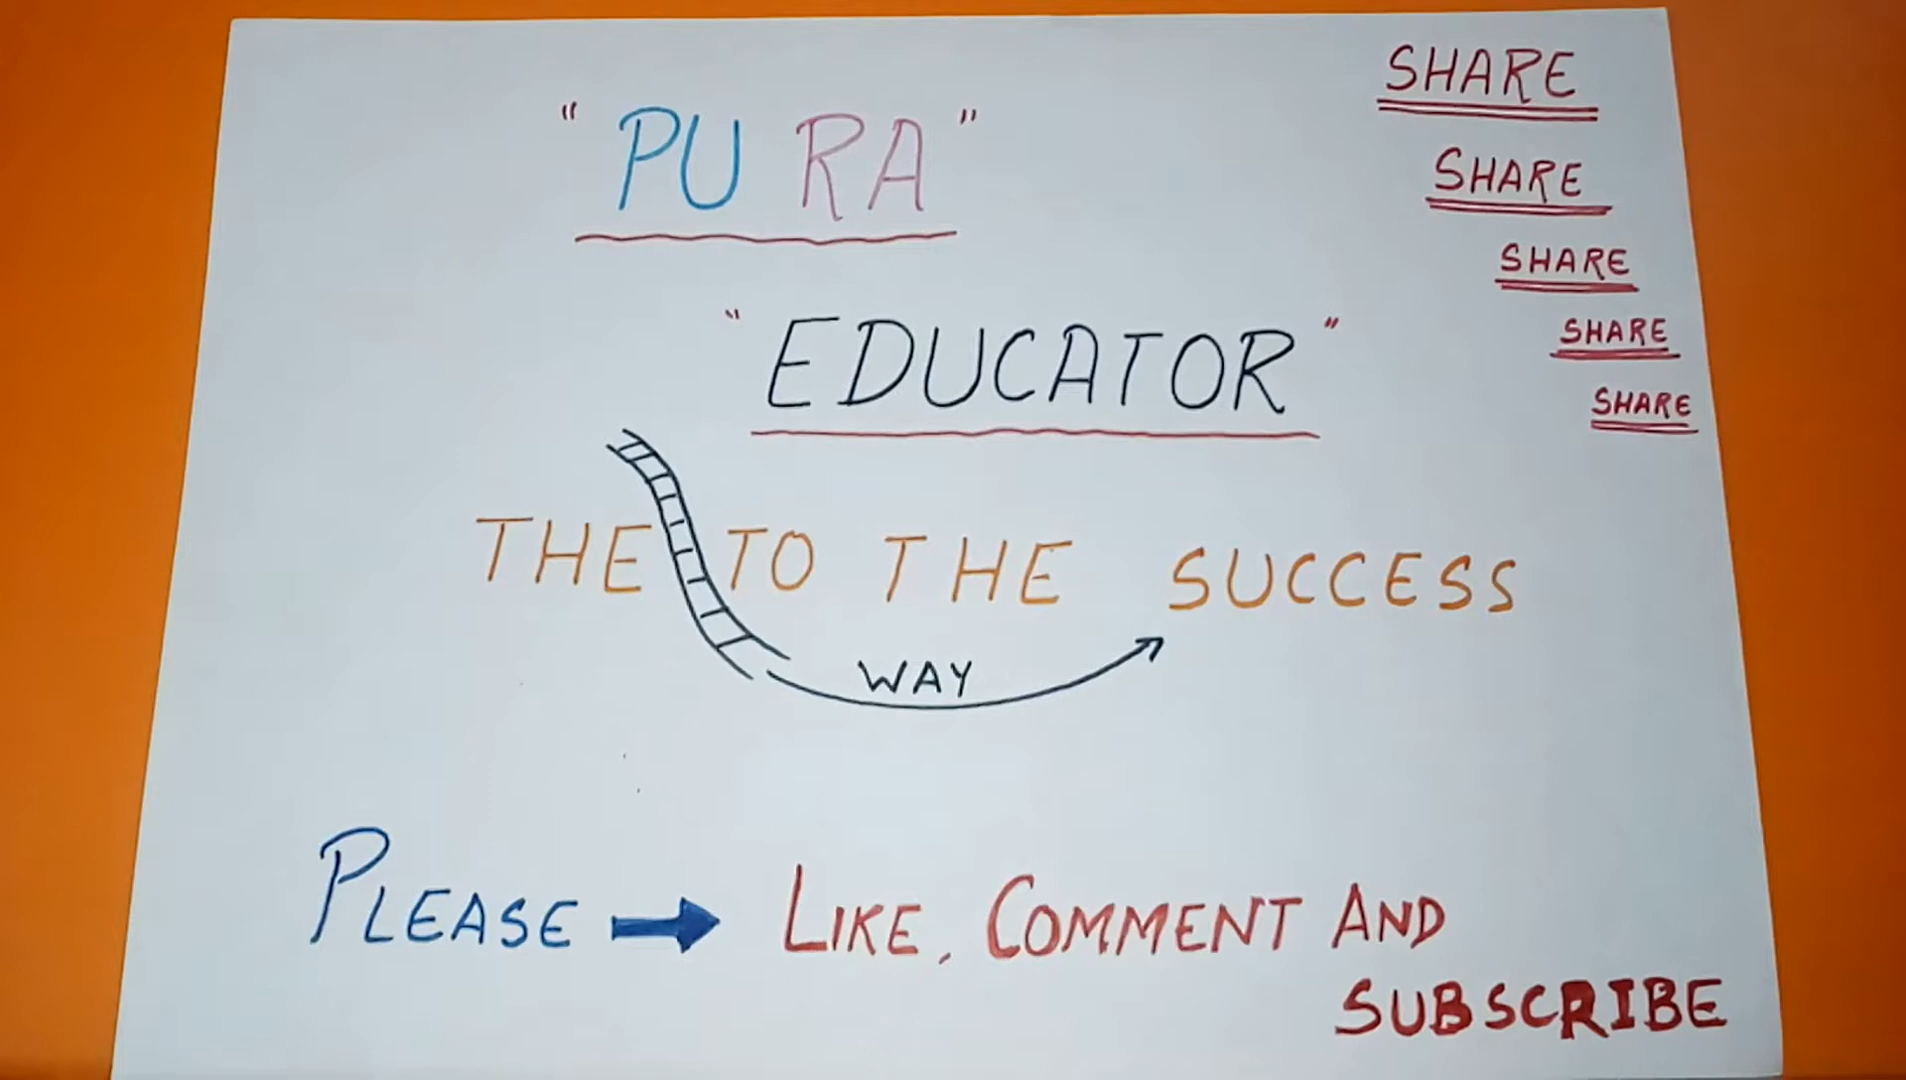 "PU RA"
"EDUCATOR"
SHARE
SHARE
SHARE
SHARE
SHARE
THE TO THE SUCCESS
WAY
PLEASE → LIKE, COMMENT AND
SUBSCRIBE